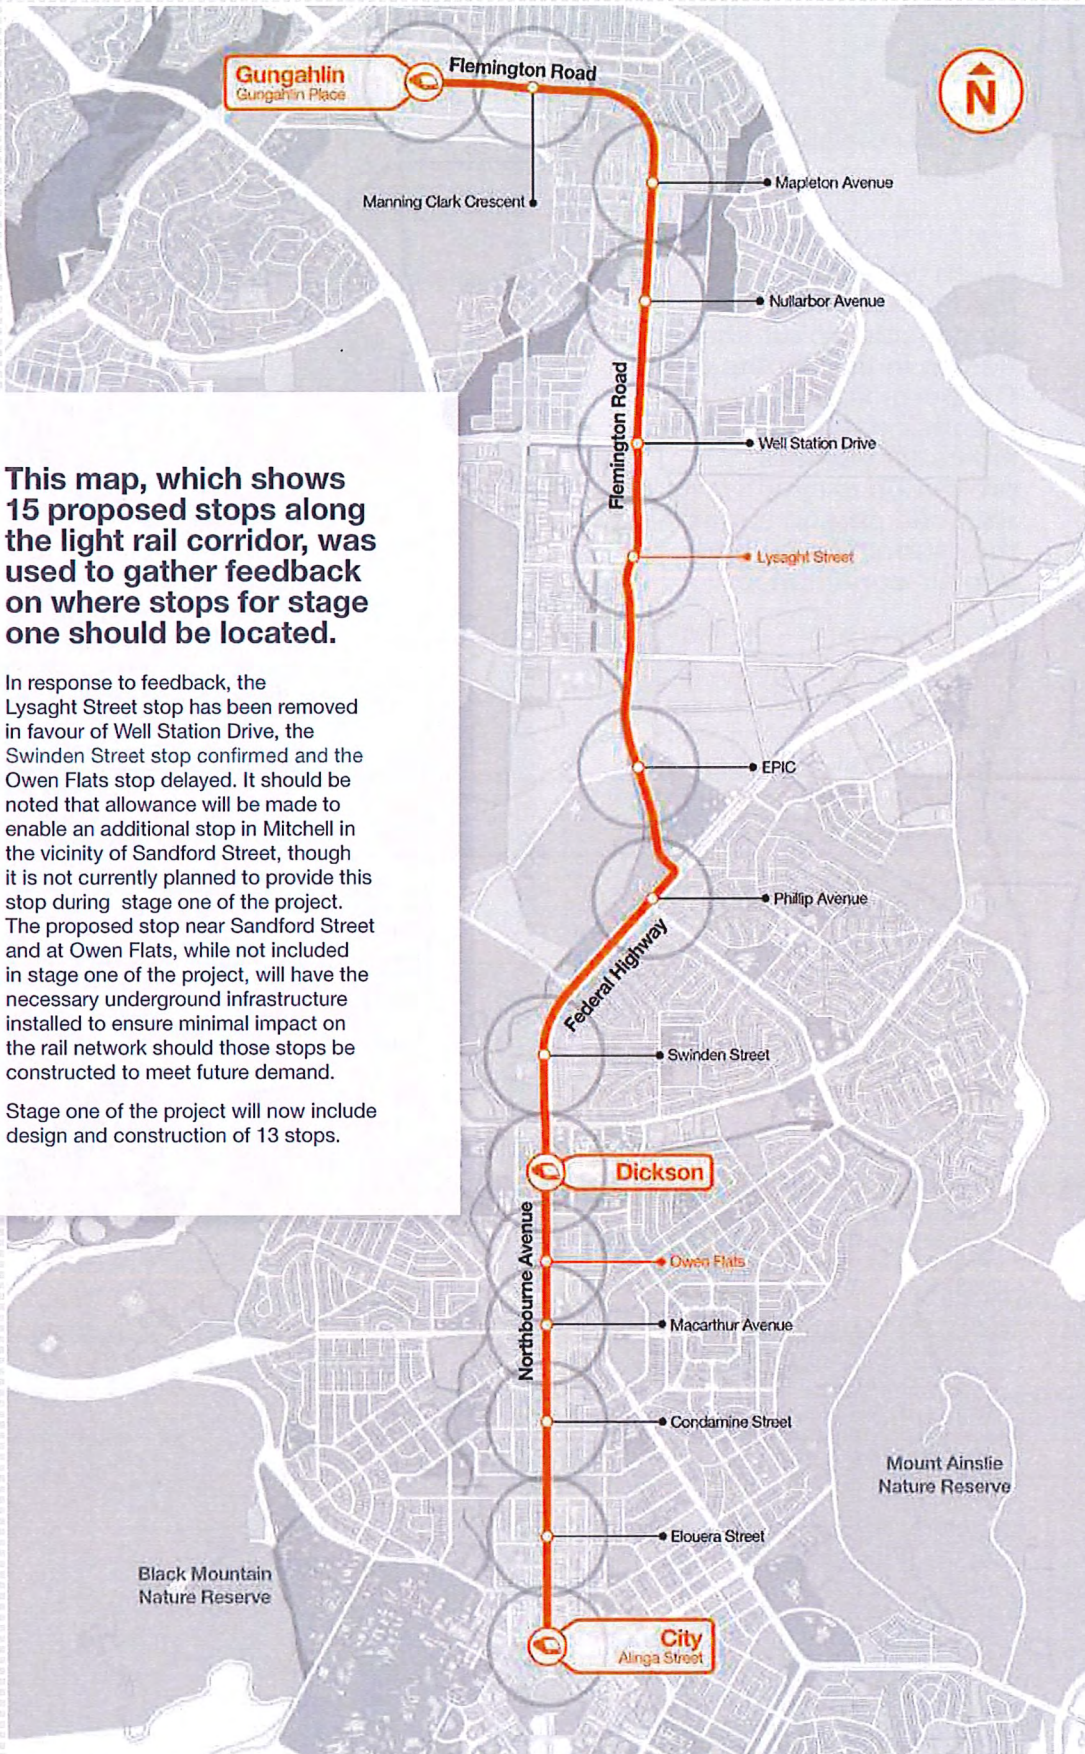 Gungahlin
Gungahlin Place
Flemington Road
N
Manning Clark Crescent
Mapleton Avenue
Nullarbor Avenue
Flemington Road
Well Station Drive
Lysaght Street
This map, which shows
15 proposed stops along
the light rail corridor, was
used to gather feedback
on where stops for stage
one should be located.
In response to feedback, the
Lysaght Street stop has been removed
in favour of Well Station Drive, the
Swinden Street stop confirmed and the
Owen Flats stop delayed. It should be
noted that allowance will be made to
enable an additional stop in Mitchell in
the vicinity of Sandford Street, though
it is not currently planned to provide this
stop during stage one of the project.
The proposed stop near Sandford Street
and at Owen Flats, while not included
in stage one of the project, will have the
necessary underground infrastructure
installed to ensure minimal impact on
the rail network should those stops be
constructed to meet future demand.
Stage one of the project will now include
design and construction of 13 stops.
EPIC
Phillip Avenue
Federal Highway
Swinden Street
Dickson
Northbourne Avenue
Owen Flats
Macarthur Avenue
Condamine Street
Mount Ainslie
Nature Reserve
Elouera Street
Black Mountain
Nature Reserve
City
Alinga Street